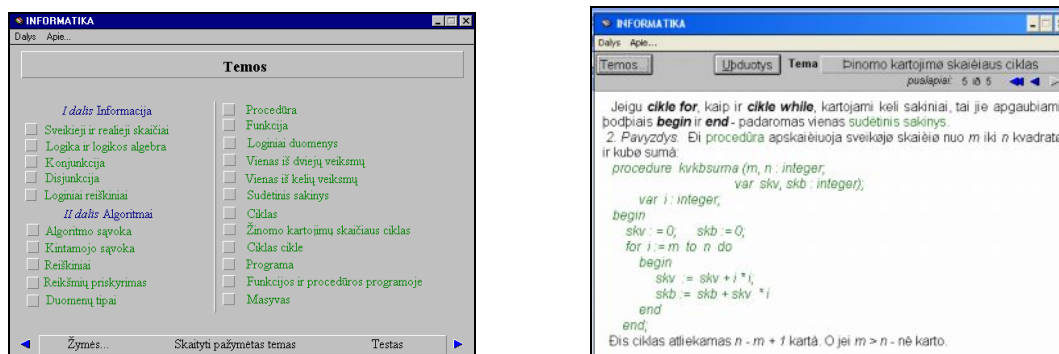 INFORMATIKA
Dalys Apie...
Temos
I dalis Informacija
Sveikieji ir realieji skaičiai
Logika ir logikos algebra
Konjunkcija
Disjunkcija
Loginiai reiškiniai
II dalis Algoritmai
Algoritmo sąvoka
Kintamojo sąvoka
Reiškiniai
Reikšmių priskyrimas
Duomenų tipai
Procedūra
Funkcija
Loginiai duomenys
Vienas iš dviejų veiksmų
Vienas iš kelių veiksmų
Sudėtinis sakinys
Ciklas
Žinomo kartojimų skaičiaus ciklas
Ciklas cikle
Programa
Funkcijos ir procedūros programoje
Masyvas
Žymės... Skaityti pažymėtas temas Testas
INFORMATIKA
Dalys Apie...
Temos... Uþduotys Tema Þinomo kartojimø skaièiaus ciklas
puslapiai: 5 ið 5
Jeigu cikle for, kaip ir cikle while, kartojami keli sakiniai, tai jie apgaubiami
þodþiais begin ir end - padaromas vienas sudëtinis sakinys.
2. Pavyzdys. Ði procedûra apskaièiuoja sveikøjø skaièiø nuo m iki n kvadratø
ir kubø sumà:
procedure kvkbsuma (m, n : integer;
var skv, skb : integer);
var i : integer;
begin
skv : = 0; skb := 0;
for i := m to n do
begin
skv := skv + i * i;
skb := skb + skv * i
end
end;
Ðis ciklas atliekamas n - m + 1 kartà. O jei m > n - në karto.